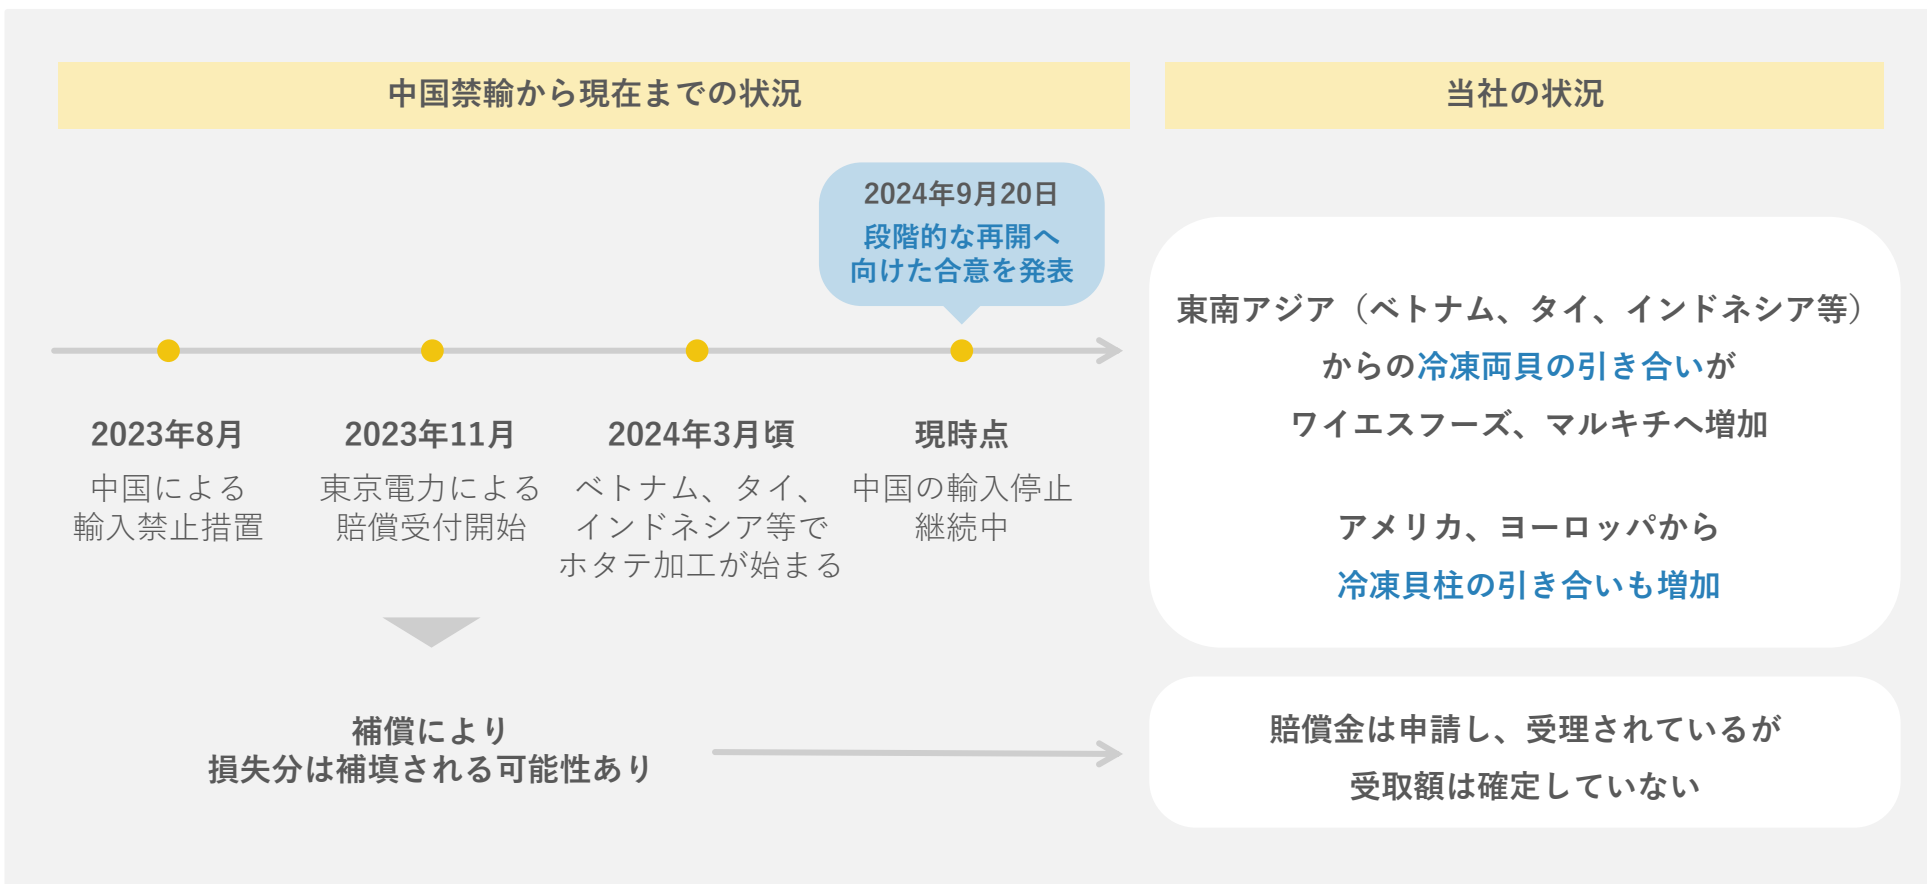 中国禁輸から現在までの状況
2024年9月20日
段階的な再開へ
向けた合意を発表
2023年8月
中国による
輸入禁止措置
2023年11月
東京電力による
賠償受付開始
2024年3月頃
ベトナム、タイ、
インドネシア等で
ホタテ加工が始まる
現時点
中国の輸入停止
継続中
補償により
損失分は補填される可能性あり
当社の状況
東南アジア（ベトナム、タイ、インドネシア等）
からの冷凍両貝の引き合いが
ワイエスフーズ、マルキチへ増加
アメリカ、ヨーロッパから
冷凍貝柱の引き合いも増加
賠償金は申請し、受理されているが
受取額は確定していない